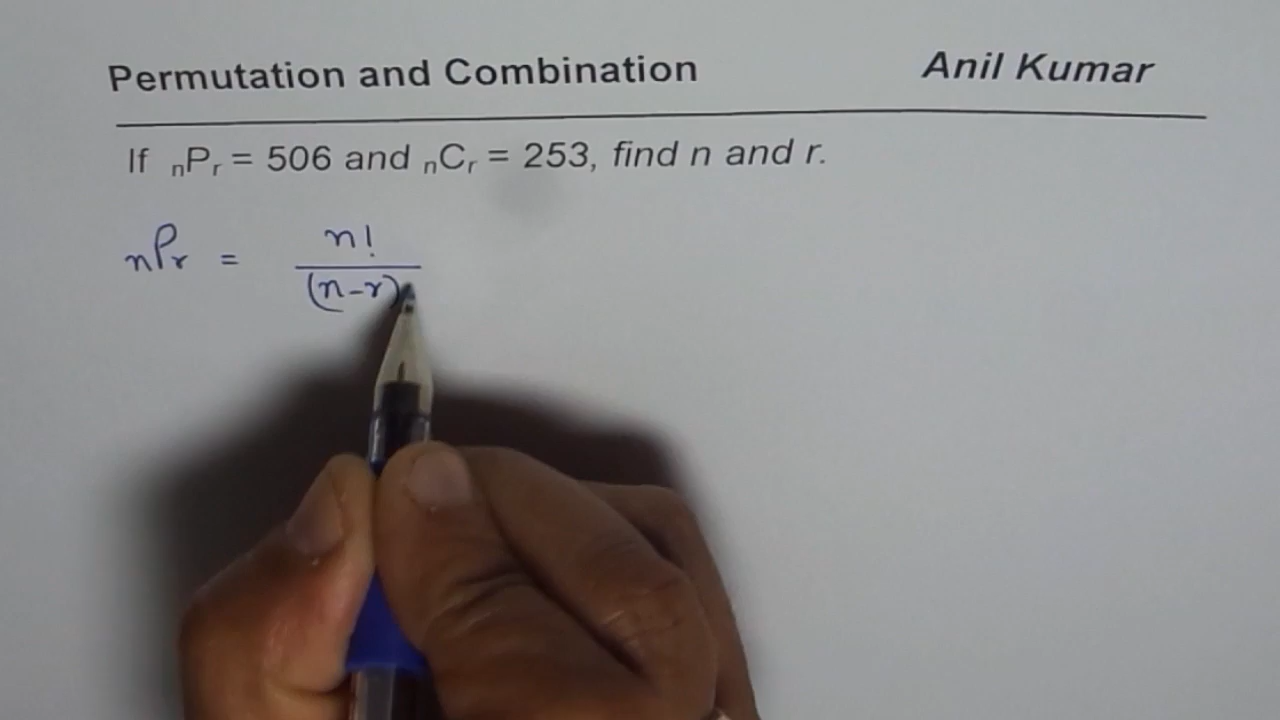 Permutation and Combination Anil Kumar
If nPr = 506 and nCr = 253, find n and r.
nPr = n!
(n-r)